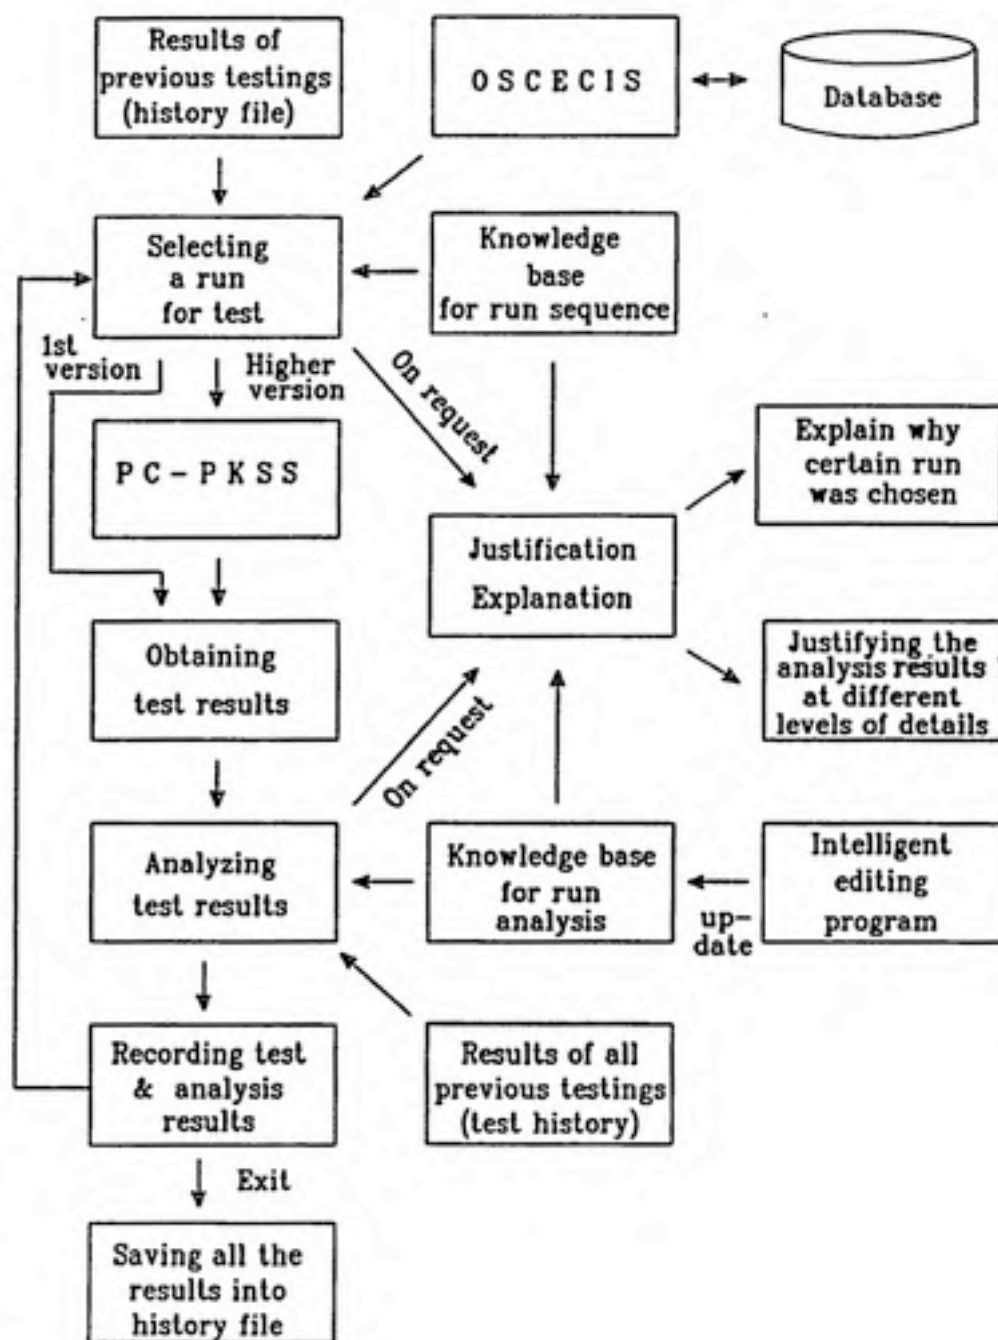 Results of
previous testings
(history file)
OSCECIS
Database
Selecting
a run
for test
Knowledge
base
for run sequence
1st
version
Higher
version
On request
PC-PKSS
Explain why
certain run
was chosen
Justification
Explanation
Obtaining
test results
Justifying the
analysis results
at different
levels of details
On request
Analyzing
test results
Knowledge base
for run
analysis
up-
date
Intelligent
editing
program
Recording test
& analysis
results
Results of all
previous testings
(test history)
Exit
Saving all the
results into
history file